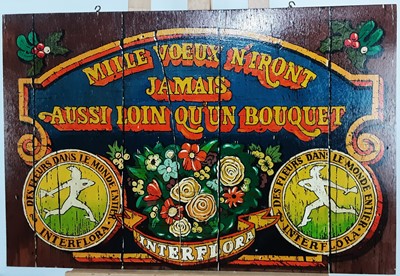 MILLE VOEUX N'IRONT
JAMAIS
AUSSI LOIN QU'UN BOUQUET
DES FLEURS DANS LE MONDE ENTIER
INTERFLORA
INTERFLORA
DES FLEURS DANS LE MONDE ENTIER
INTERFLORA